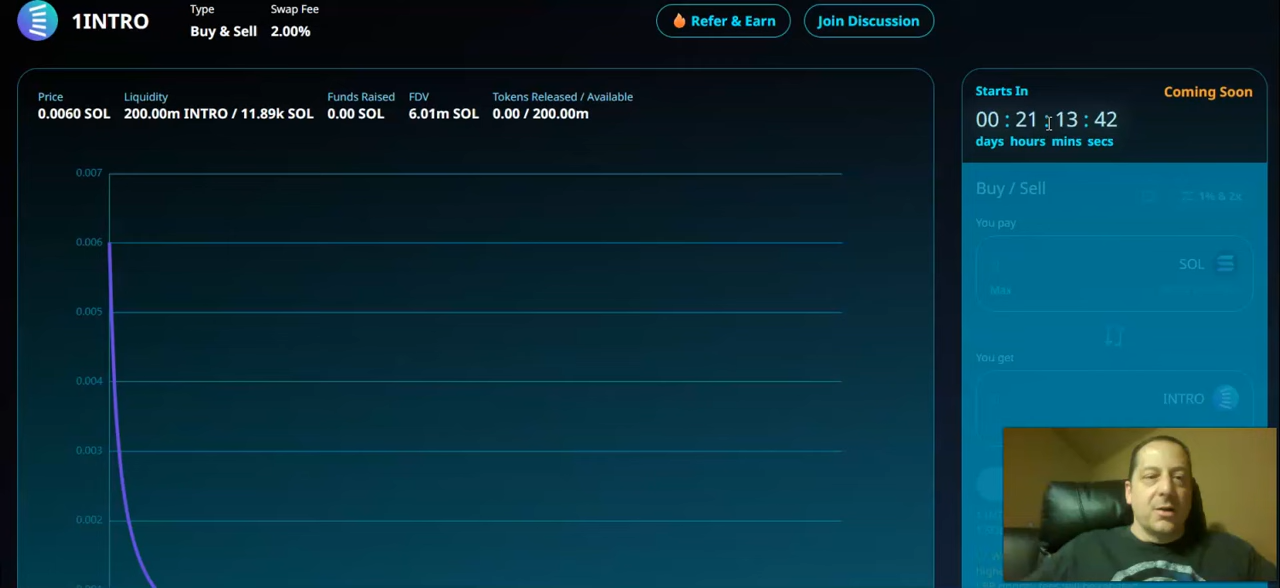 1INTRO
Type
Buy & Sell
Swap Fee
2.00%
Refer & Earn
Join Discussion
Price
0.0060 SOL
Liquidity
200.00m INTRO / 11.89k SOL
Funds Raised
0.00 SOL
FDV
6.01m SOL
Tokens Released / Available
0.00 / 200.00m
0.007
0.006
0.005
0.004
0.003
0.002
Starts In
Coming Soon
00 : 21 : 13 : 42
days hours mins secs
Buy / Sell
1% & 2x
You pay
SOL
Max
You get
INTRO